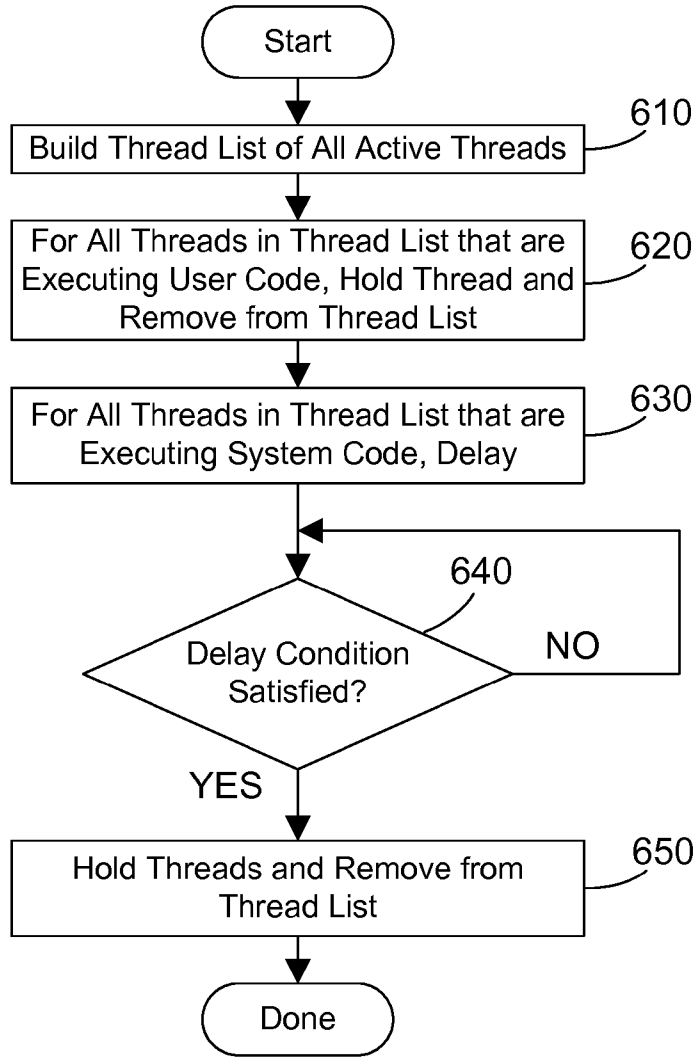 Start
610
Build Thread List of All Active Threads
620
For All Threads in Thread List that are
Executing User Code, Hold Thread and
Remove from Thread List
630
For All Threads in Thread List that are
Executing System Code, Delay
640
Delay Condition
Satisfied?
NO
YES
650
Hold Threads and Remove from
Thread List
Done